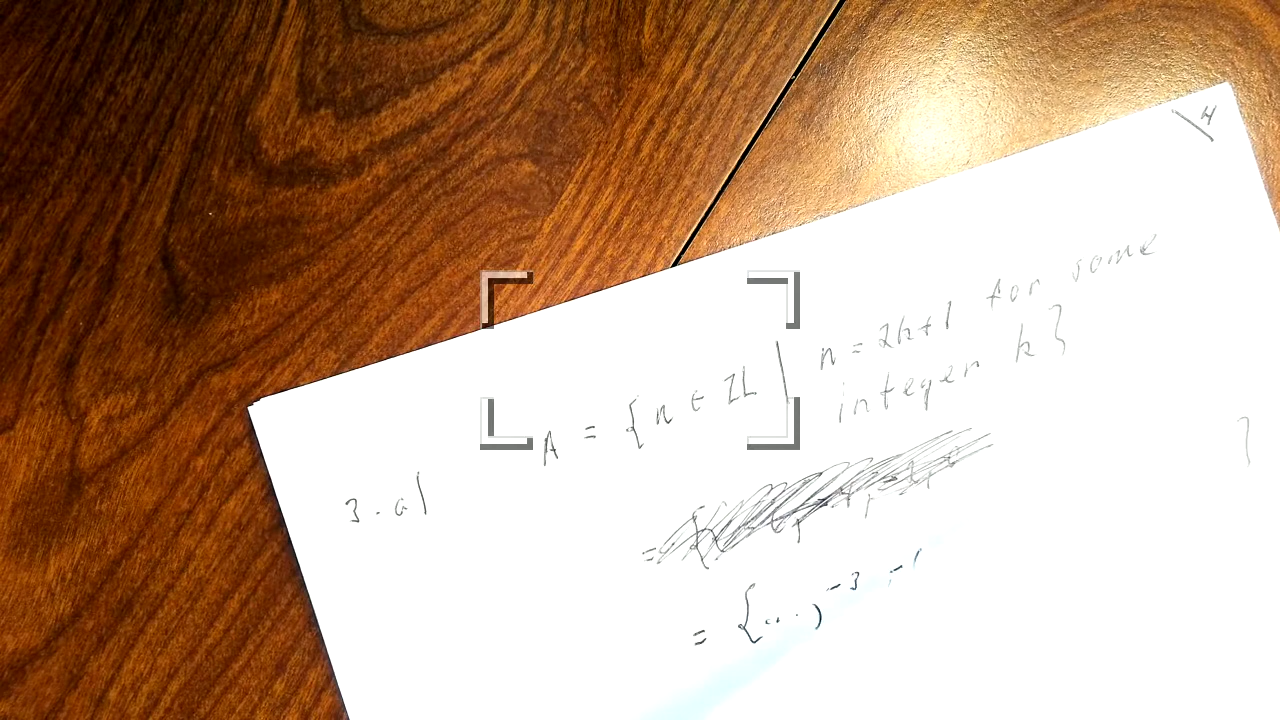 4
A = {n ∈ ℤ | n = 2k+1 for some
integer k}
3.a)
= {..., -3, -1
}